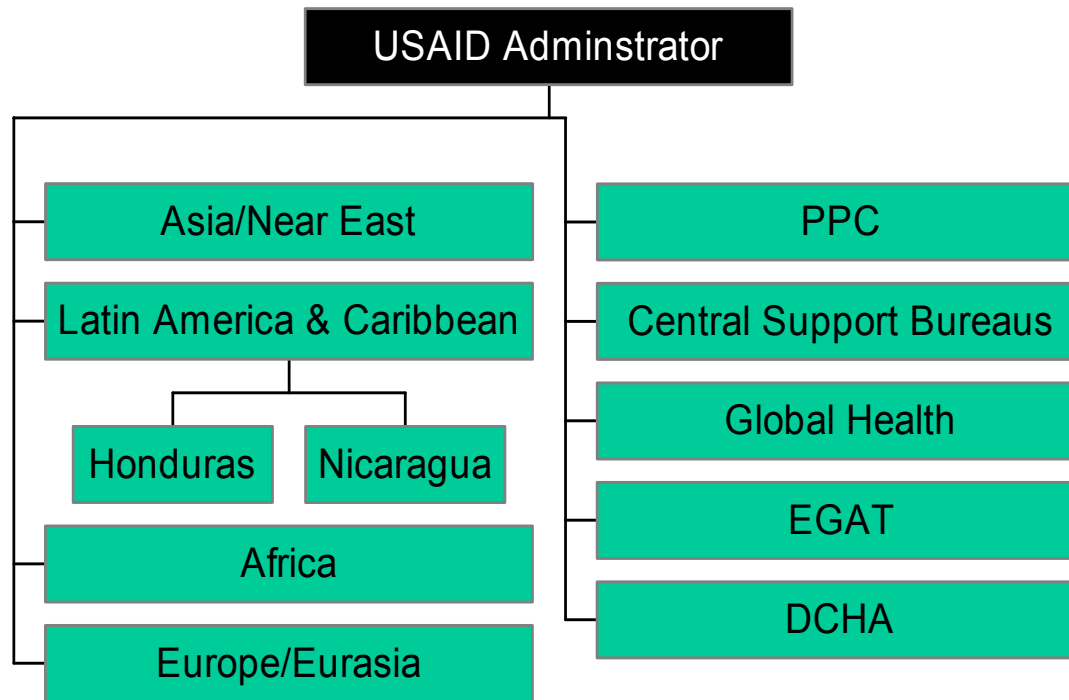 USAID Adminstrator
Asia/Near East
Latin America & Caribbean
Honduras
Nicaragua
Africa
Europe/Eurasia
PPC
Central Support Bureaus
Global Health
EGAT
DCHA